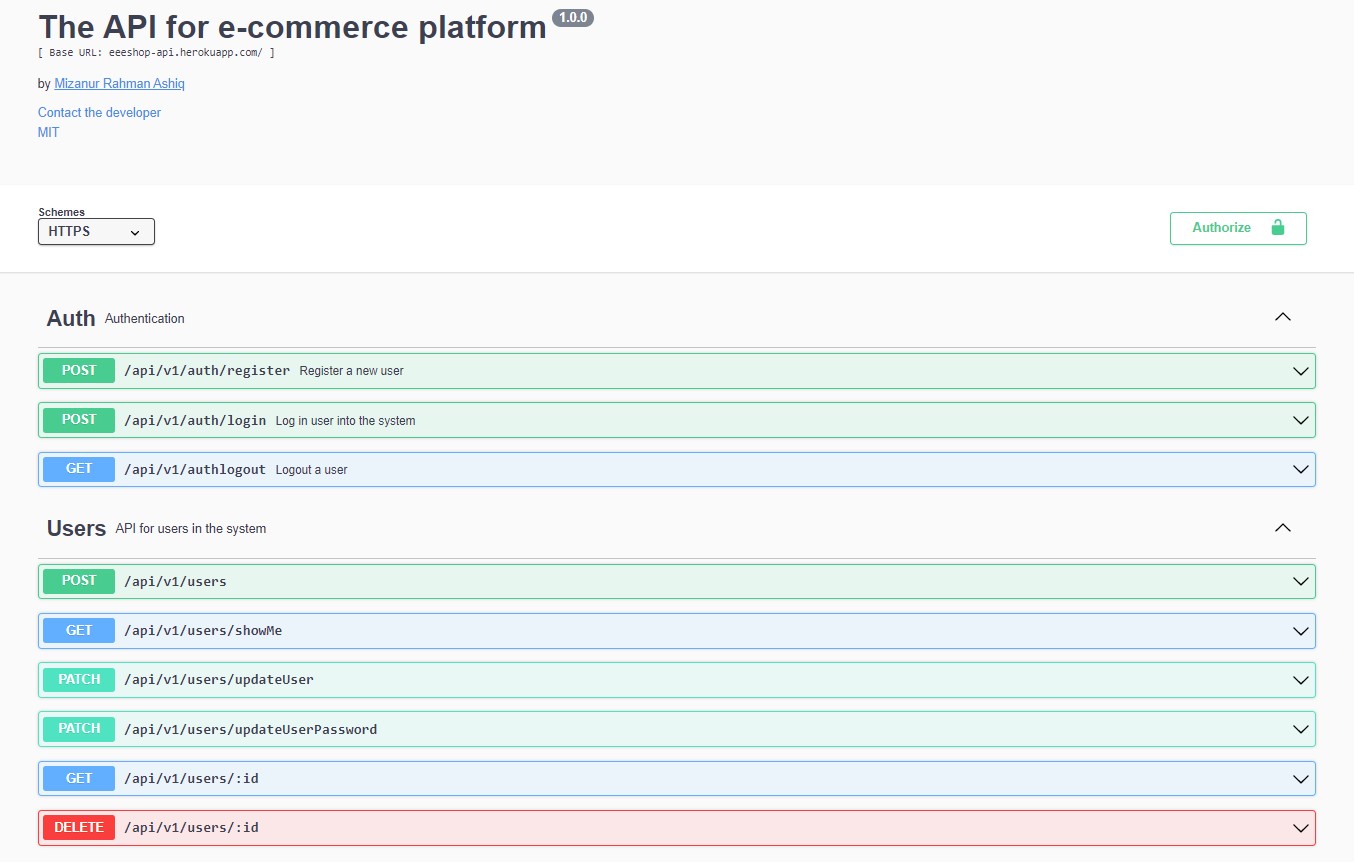 The API for e-commerce platform 1.0.0
[ Base URL: eeeshop-api.herokuapp.com/ ]
by Mizanur Rahman Ashiq
Contact the developer
MIT
Schemes
HTTPS
Authorize
Auth Authentication
POST /api/v1/auth/register Register a new user
POST /api/v1/auth/login Log in user into the system
GET /api/v1/authlogout Logout a user
Users API for users in the system
POST /api/v1/users
GET /api/v1/users/showMe
PATCH /api/v1/users/updateUser
PATCH /api/v1/users/updateUserPassword
GET /api/v1/users/:id
DELETE /api/v1/users/:id